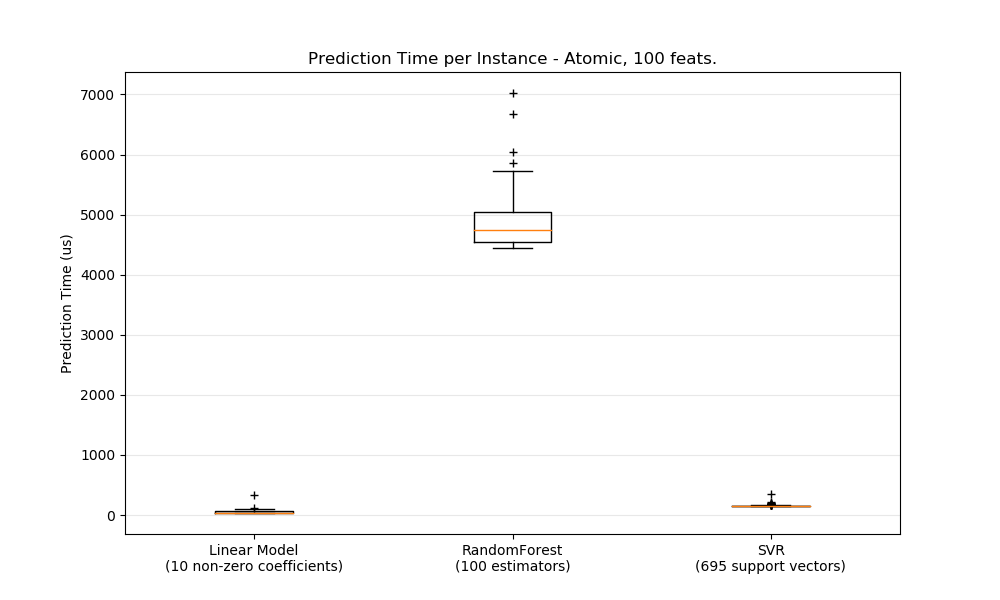 Prediction Time per Instance - Atomic, 100 feats.
Prediction Time (us)
7000
6000
5000
4000
3000
2000
1000
0
Linear Model
(10 non-zero coefficients)
RandomForest
(100 estimators)
SVR
(695 support vectors)